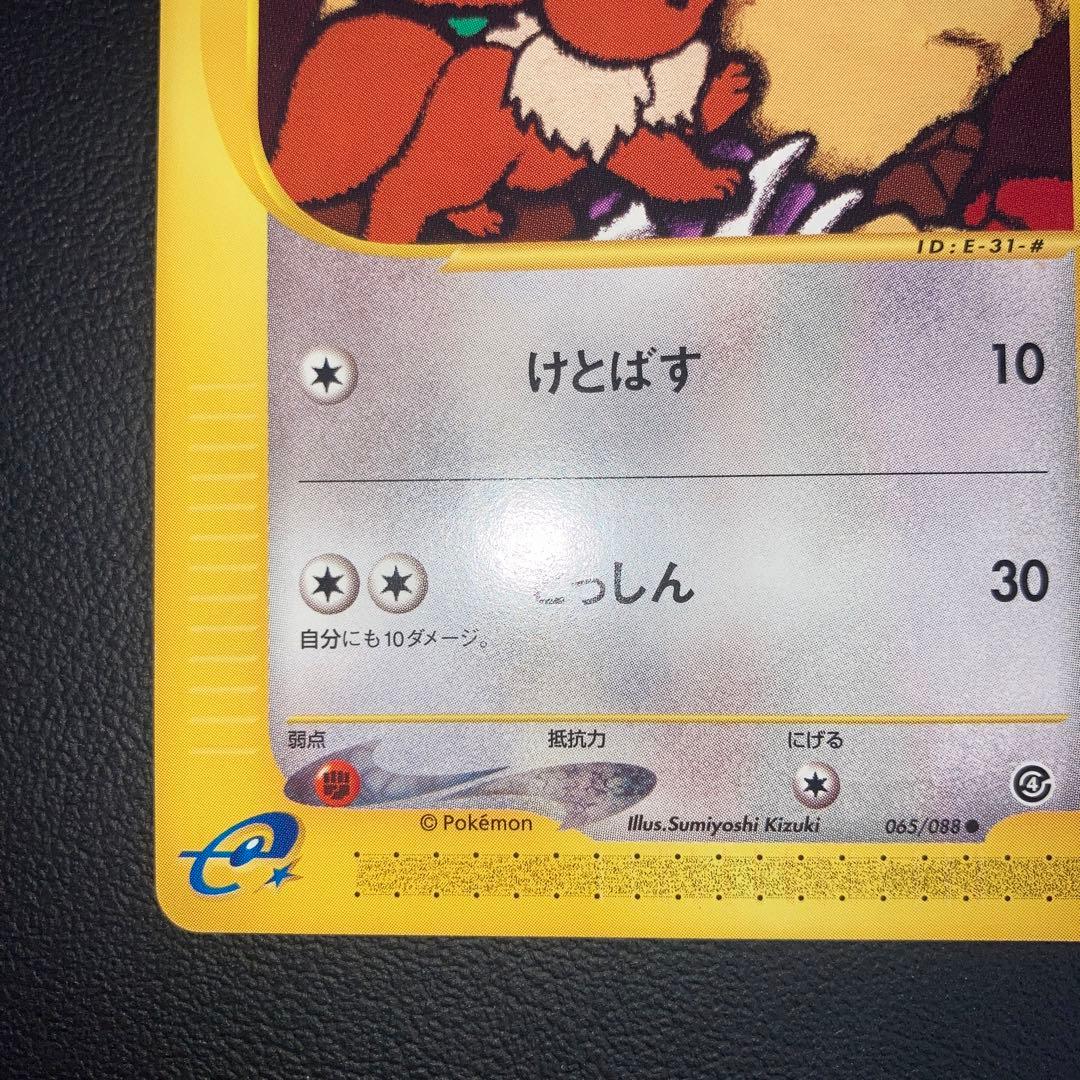 ID:E-31-#
けとばす 10
っしん 30
自分にも10ダメージ。
弱点 抵抗力 にげる
4
© Pokémon Illus.Sumiyoshi Kizuki 065/088 ●
e